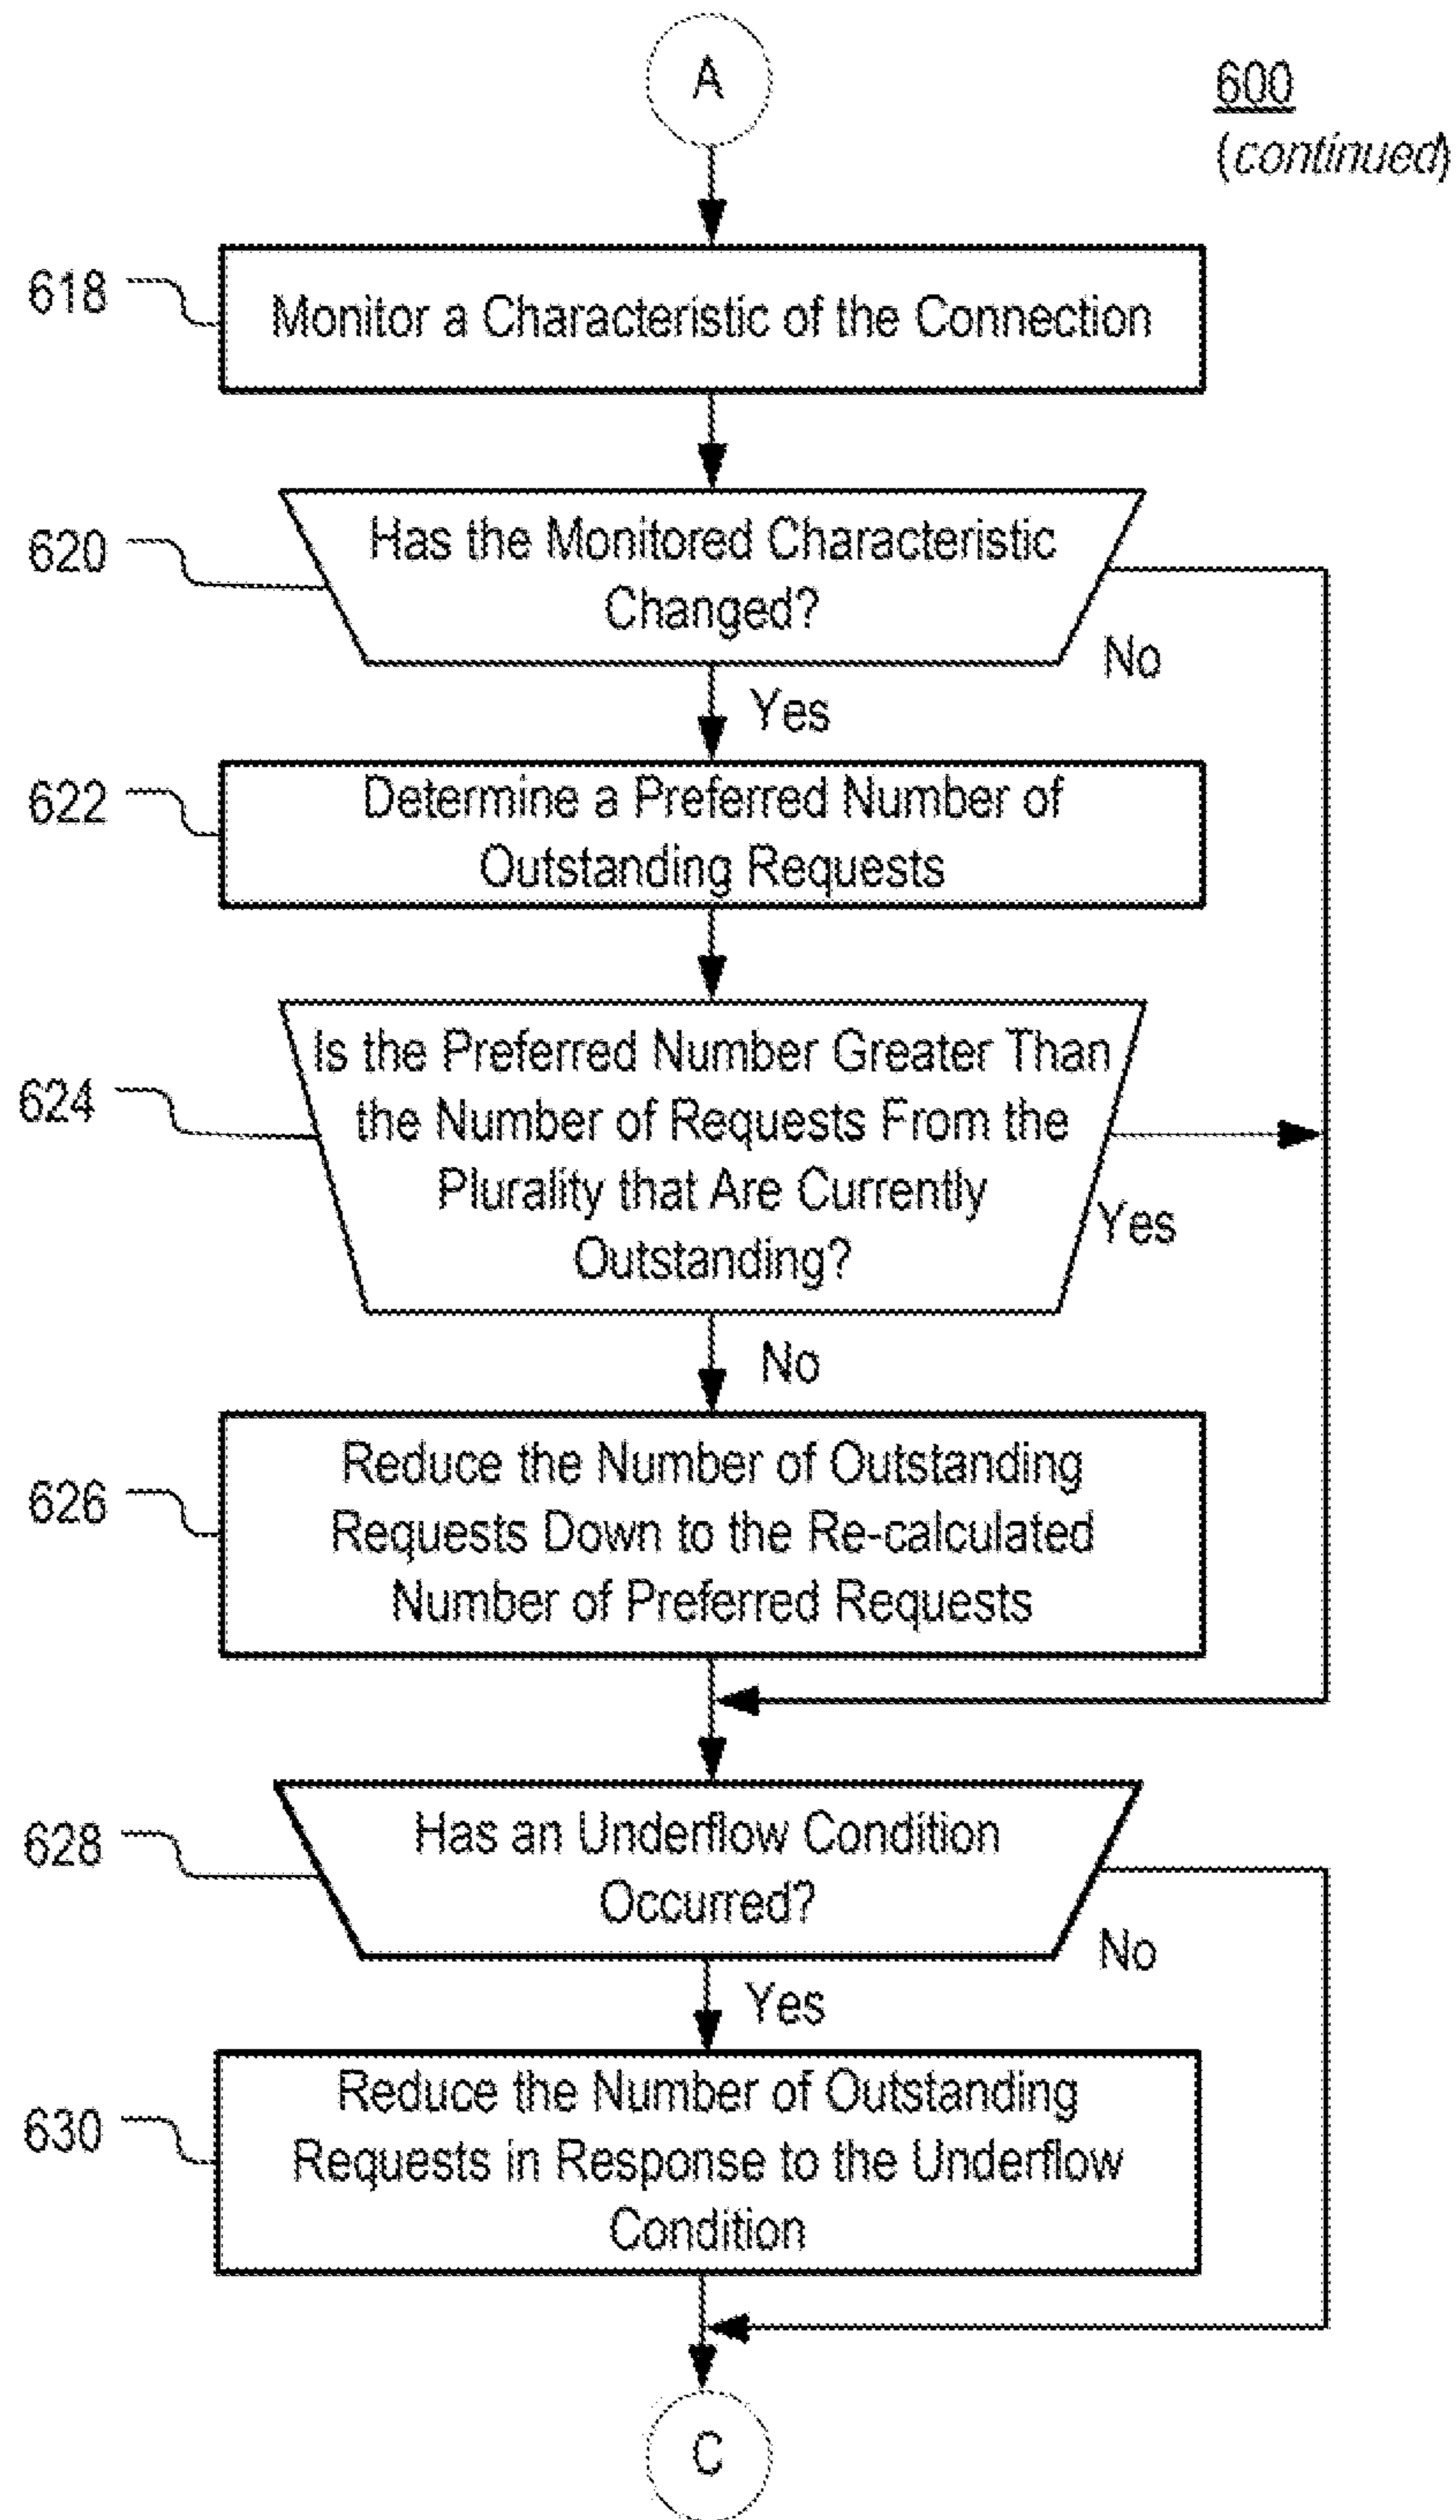 A
600
(continued)
618
Monitor a Characteristic of the Connection
620
Has the Monitored Characteristic
Changed?
No
Yes
622
Determine a Preferred Number of
Outstanding Requests
624
Is the Preferred Number Greater Than
the Number of Requests From the
Plurality that Are Currently
Outstanding?
Yes
No
626
Reduce the Number of Outstanding
Requests Down to the Re-calculated
Number of Preferred Requests
628
Has an Underflow Condition
Occurred?
No
Yes
630
Reduce the Number of Outstanding
Requests in Response to the Underflow
Condition
C